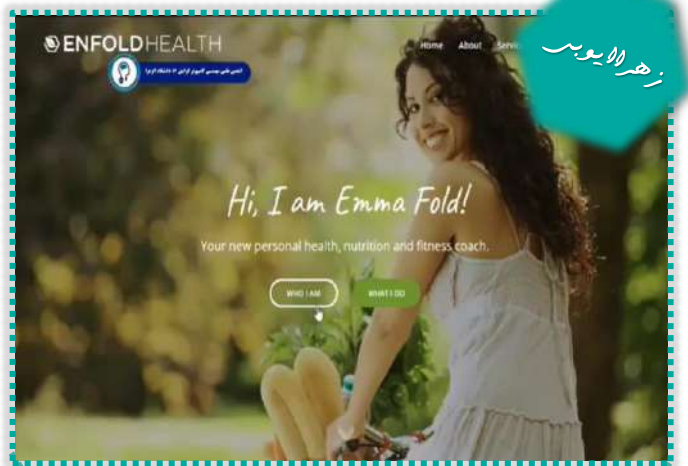 ENFOLDHEALTH
Home About
زهرا ایوبی
Hi, I am Emma Fold!
Your new personal health, nutrition and fitness coach.
WHO I AM WHAT I DO